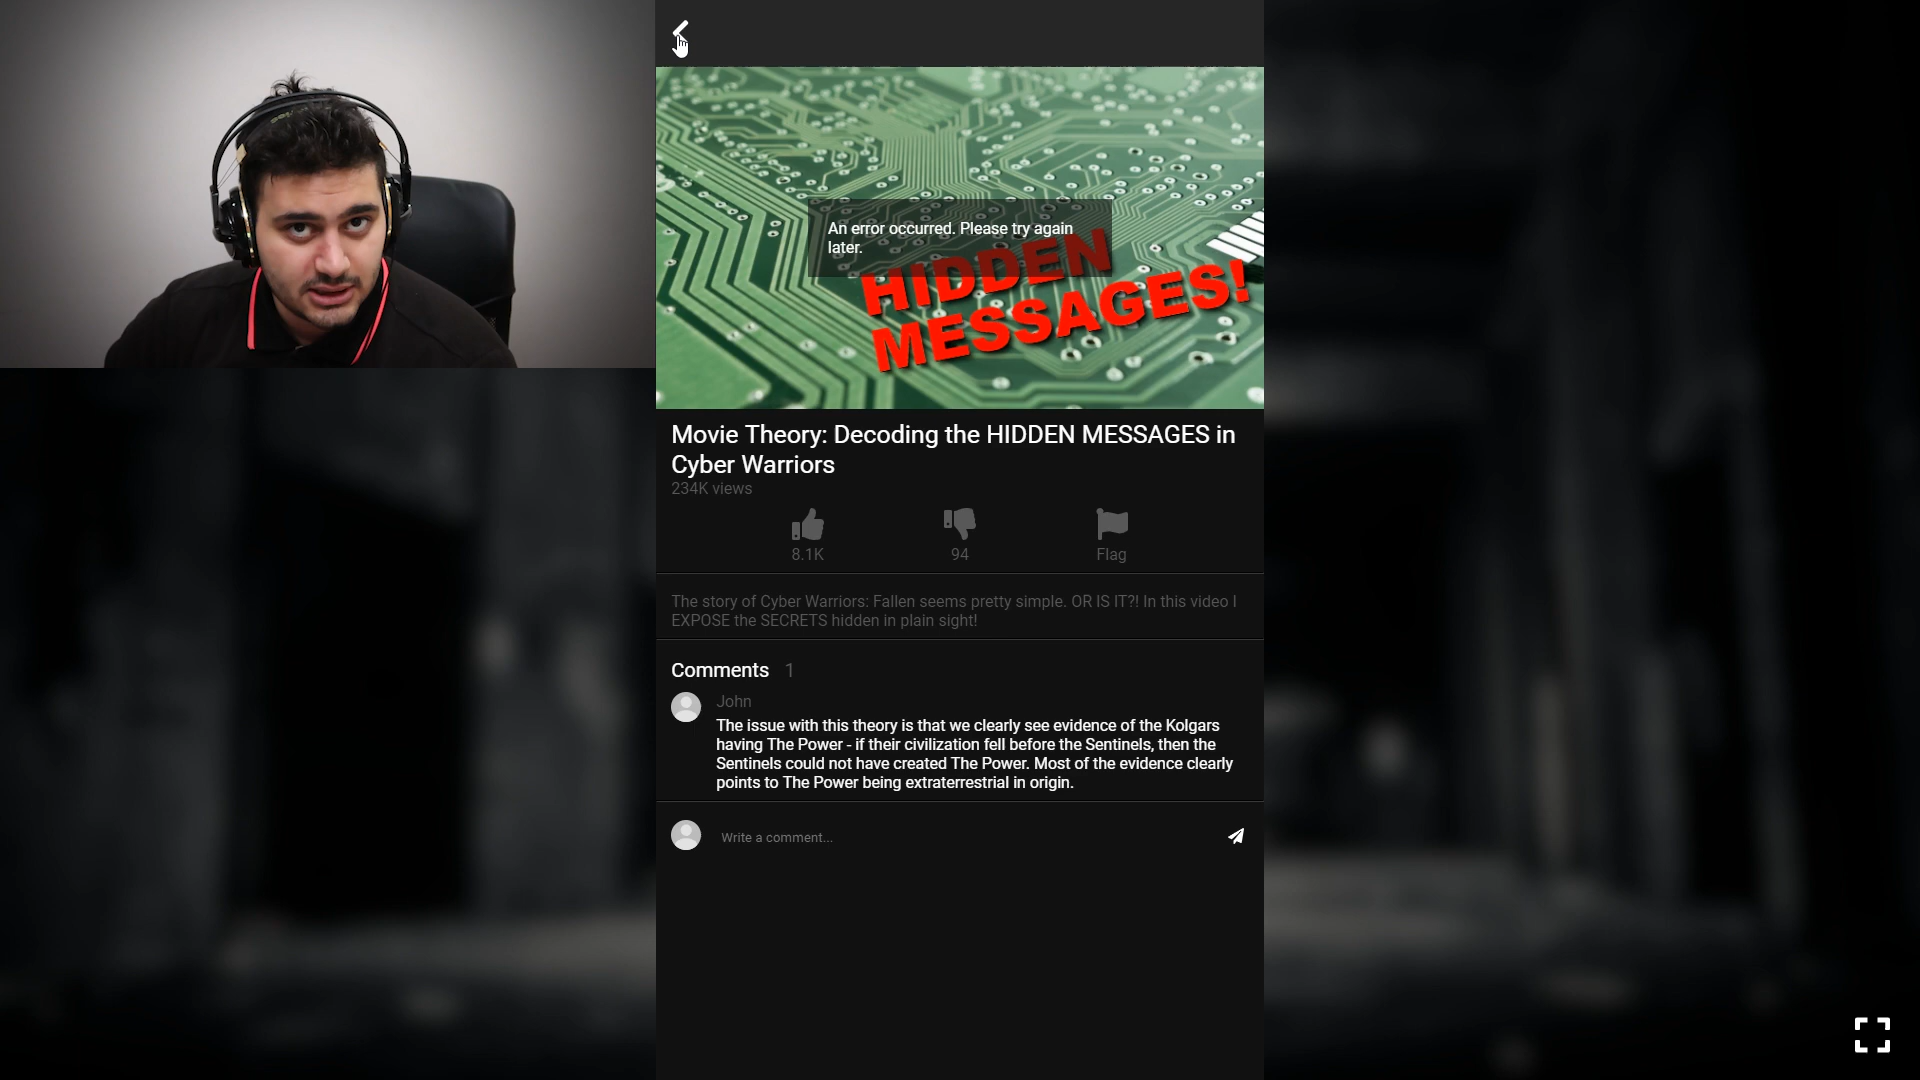 An error occurred. Please try again
later.
HIDDEN
MESSAGES!
Movie Theory: Decoding the HIDDEN MESSAGES in
Cyber Warriors
234K views
8.1K
94
Flag
The story of Cyber Warriors: Fallen seems pretty simple. OR IS IT?! In this video I
EXPOSE the SECRETS hidden in plain sight!
Comments 1
John
The issue with this theory is that we clearly see evidence of the Kolgars
having The Power - if their civilization fell before the Sentinels, then the
Sentinels could not have created The Power. Most of the evidence clearly
points to The Power being extraterrestrial in origin.
Write a comment...